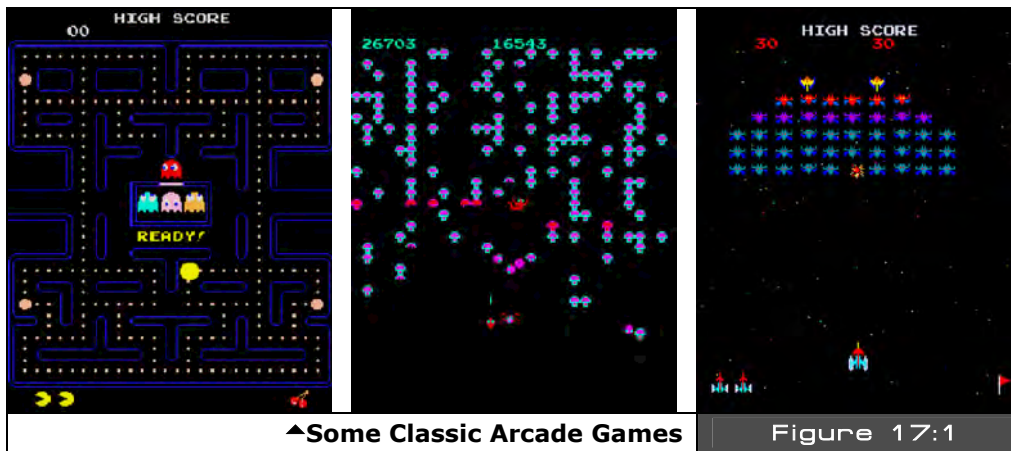 HIGH SCORE
00
READY!
26703 16543
HIGH SCORE
30 30
Some Classic Arcade Games
Figure 17:1